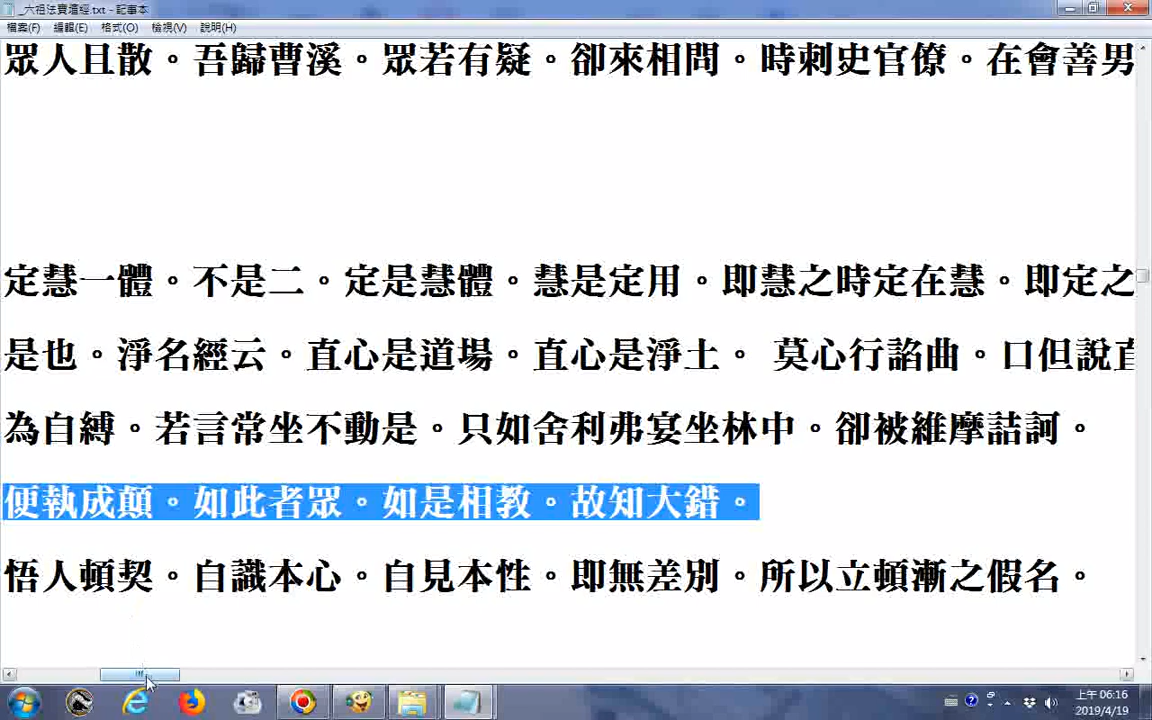 _六祖法寶壇經.txt - 記事本
檔案(F) 編輯(E) 格式(O) 檢視(V) 說明(H)
眾人且散。吾歸曹溪。眾若有疑。卻來相問。時刺史官僚。在會善男
定慧一體。不是二。定是慧體。慧是定用。即慧之時定在慧。即定之
是也。淨名經云。直心是道場。直心是淨土。 莫心行諂曲。口但說直
為自縛。若言常坐不動是。只如舍利弗宴坐林中。卻被維摩詰訶。
便執成顛。如此者眾。如是相教。故知大錯。
悟人頓契。自識本心。自見本性。即無差別。所以立頓漸之假名。
上午 06:16
2019/4/19